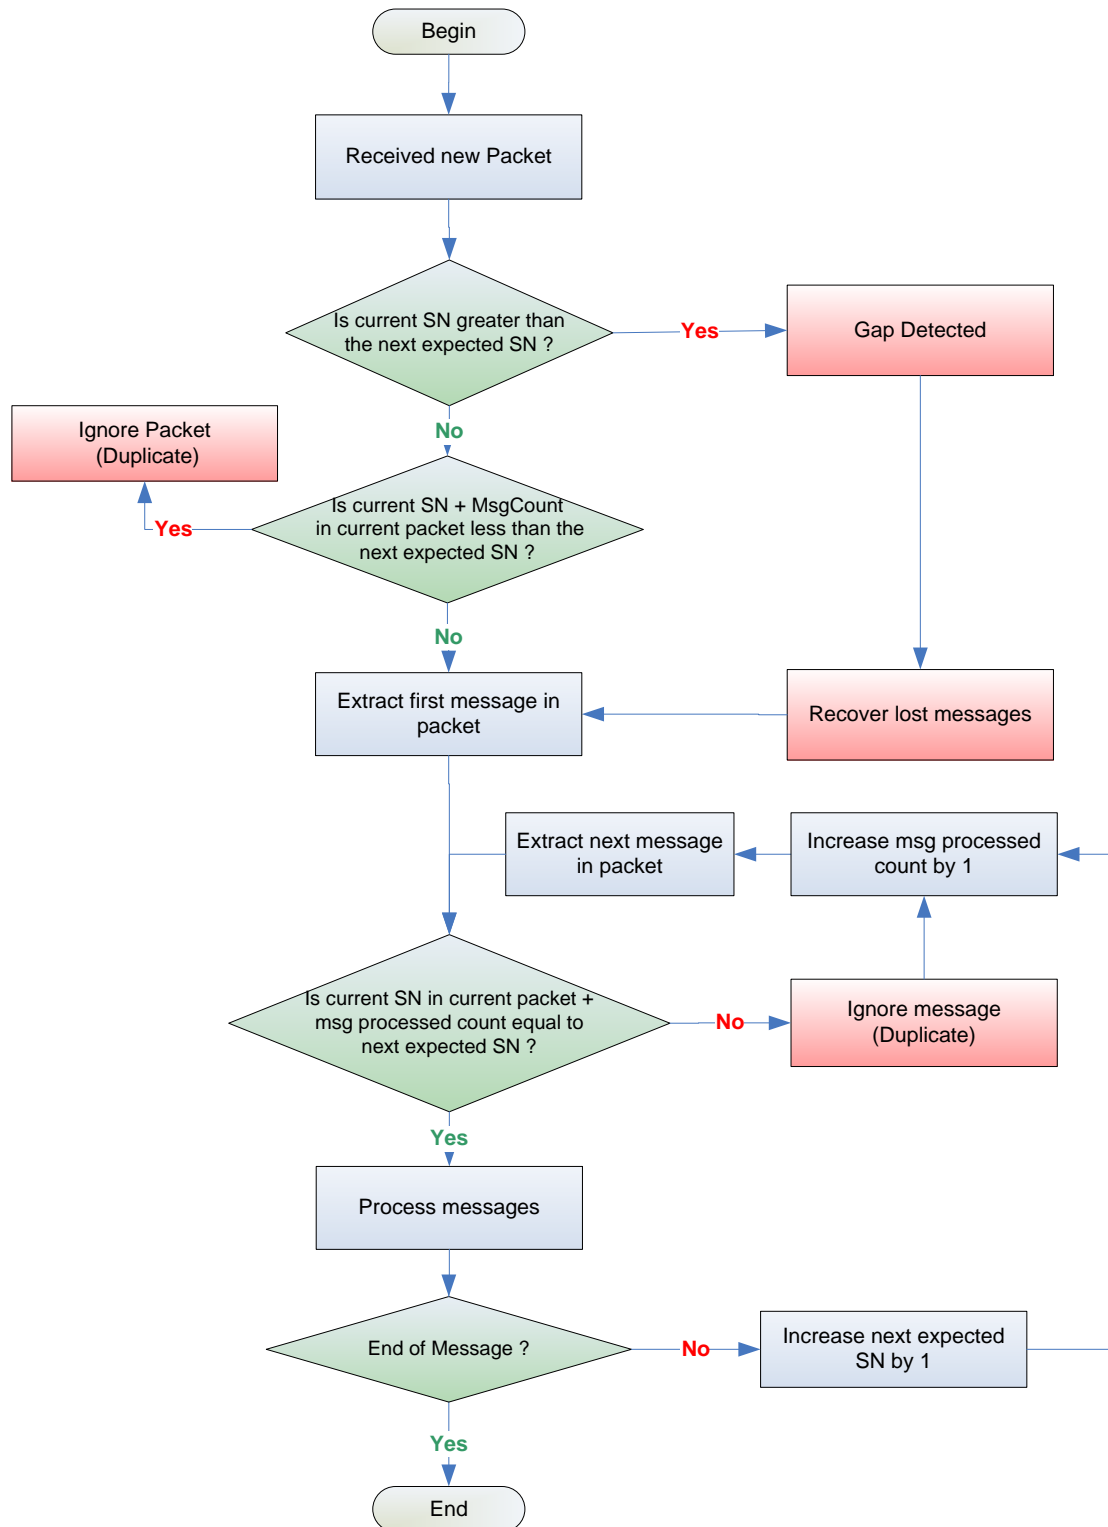 Begin
Received new Packet
Is current SN greater than
the next expected SN ?
Yes
Gap Detected
No
Ignore Packet
(Duplicate)
Is current SN + MsgCount
in current packet less than the
next expected SN ?
Yes
No
Extract first message in
packet
Recover lost messages
Extract next message
in packet
Increase msg processed
count by 1
Is current SN in current packet +
msg processed count equal to
next expected SN ?
No
Ignore message
(Duplicate)
Yes
Process messages
End of Message ?
No
Increase next expected
SN by 1
Yes
End